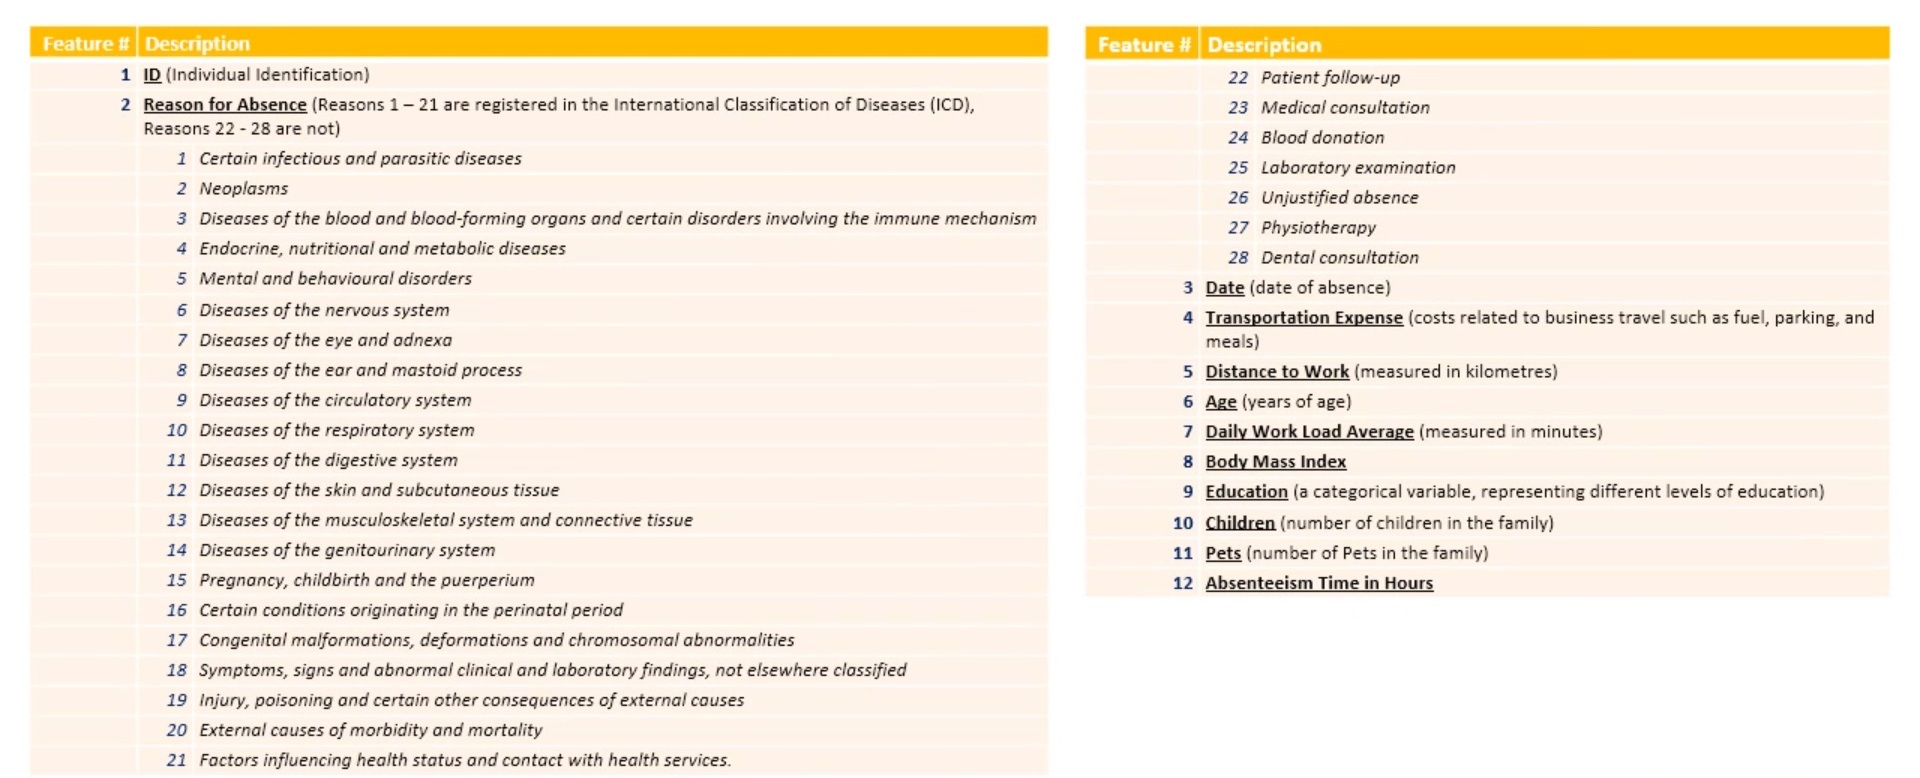 Feature # Description
1 ID (Individual Identification)
2 Reason for Absence (Reasons 1 – 21 are registered in the International Classification of Diseases (ICD),
Reasons 22 - 28 are not)
1 Certain infectious and parasitic diseases
2 Neoplasms
3 Diseases of the blood and blood-forming organs and certain disorders involving the immune mechanism
4 Endocrine, nutritional and metabolic diseases
5 Mental and behavioural disorders
6 Diseases of the nervous system
7 Diseases of the eye and adnexa
8 Diseases of the ear and mastoid process
9 Diseases of the circulatory system
10 Diseases of the respiratory system
11 Diseases of the digestive system
12 Diseases of the skin and subcutaneous tissue
13 Diseases of the musculoskeletal system and connective tissue
14 Diseases of the genitourinary system
15 Pregnancy, childbirth and the puerperium
16 Certain conditions originating in the perinatal period
17 Congenital malformations, deformations and chromosomal abnormalities
18 Symptoms, signs and abnormal clinical and laboratory findings, not elsewhere classified
19 Injury, poisoning and certain other consequences of external causes
20 External causes of morbidity and mortality
21 Factors influencing health status and contact with health services.
Feature # Description
22 Patient follow-up
23 Medical consultation
24 Blood donation
25 Laboratory examination
26 Unjustified absence
27 Physiotherapy
28 Dental consultation
3 Date (date of absence)
4 Transportation Expense (costs related to business travel such as fuel, parking, and
meals)
5 Distance to Work (measured in kilometres)
6 Age (years of age)
7 Daily Work Load Average (measured in minutes)
8 Body Mass Index
9 Education (a categorical variable, representing different levels of education)
10 Children (number of children in the family)
11 Pets (number of Pets in the family)
12 Absenteeism Time in Hours